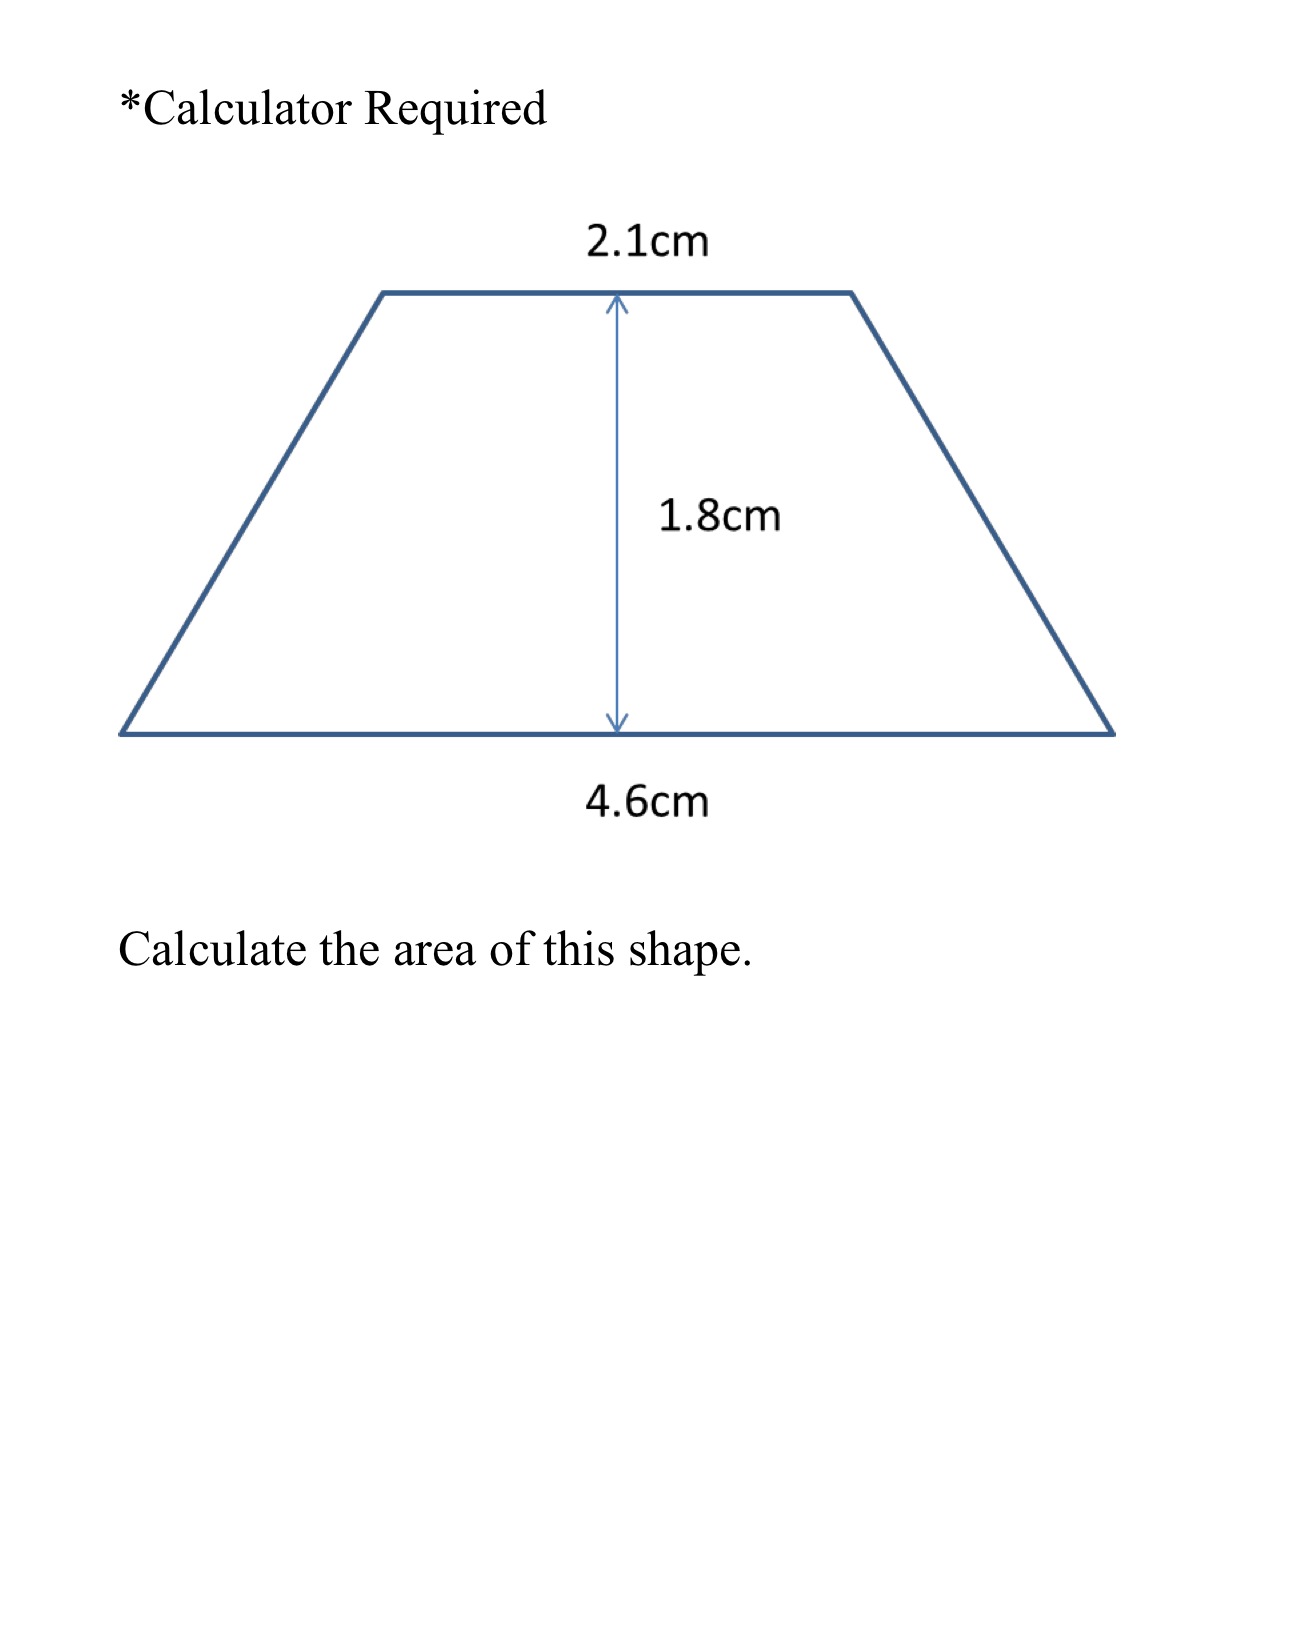 *Calculator Required
2.1cm
1.8cm
4.6cm
Calculate the area of this shape.